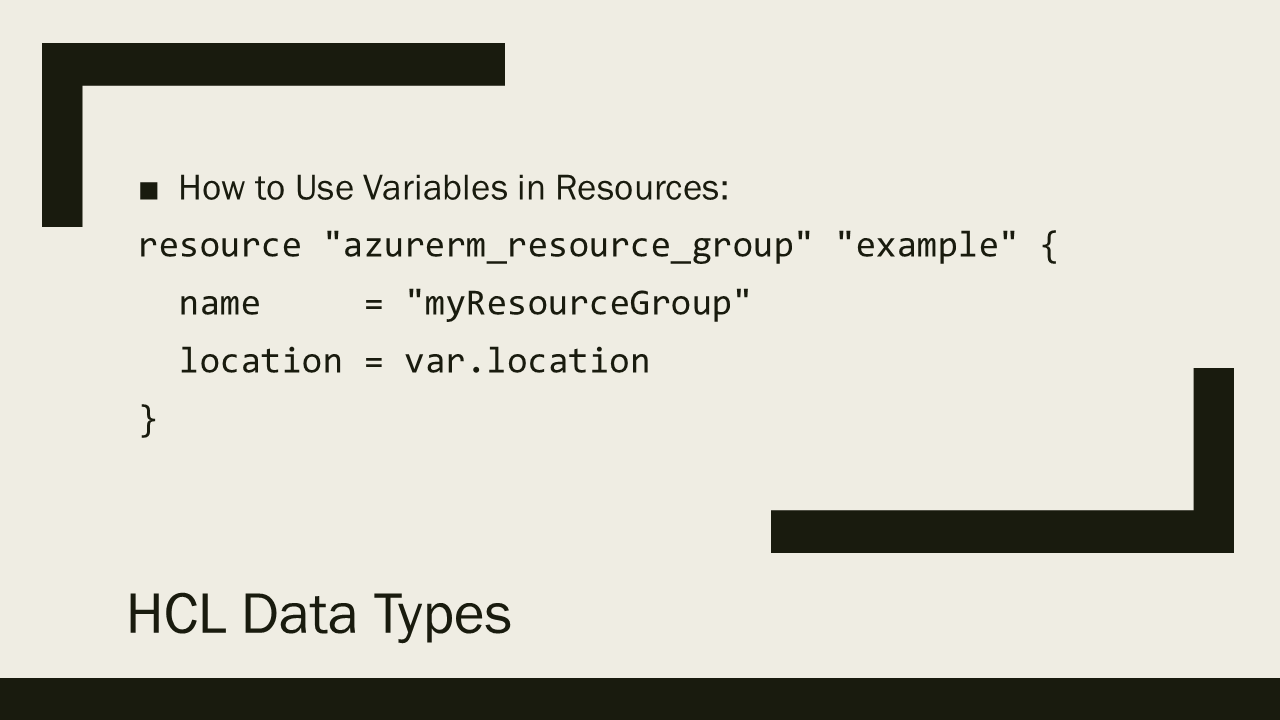 ■ How to Use Variables in Resources:
resource "azurerm_resource_group" "example" {
  name     = "myResourceGroup"
  location = var.location
}
HCL Data Types